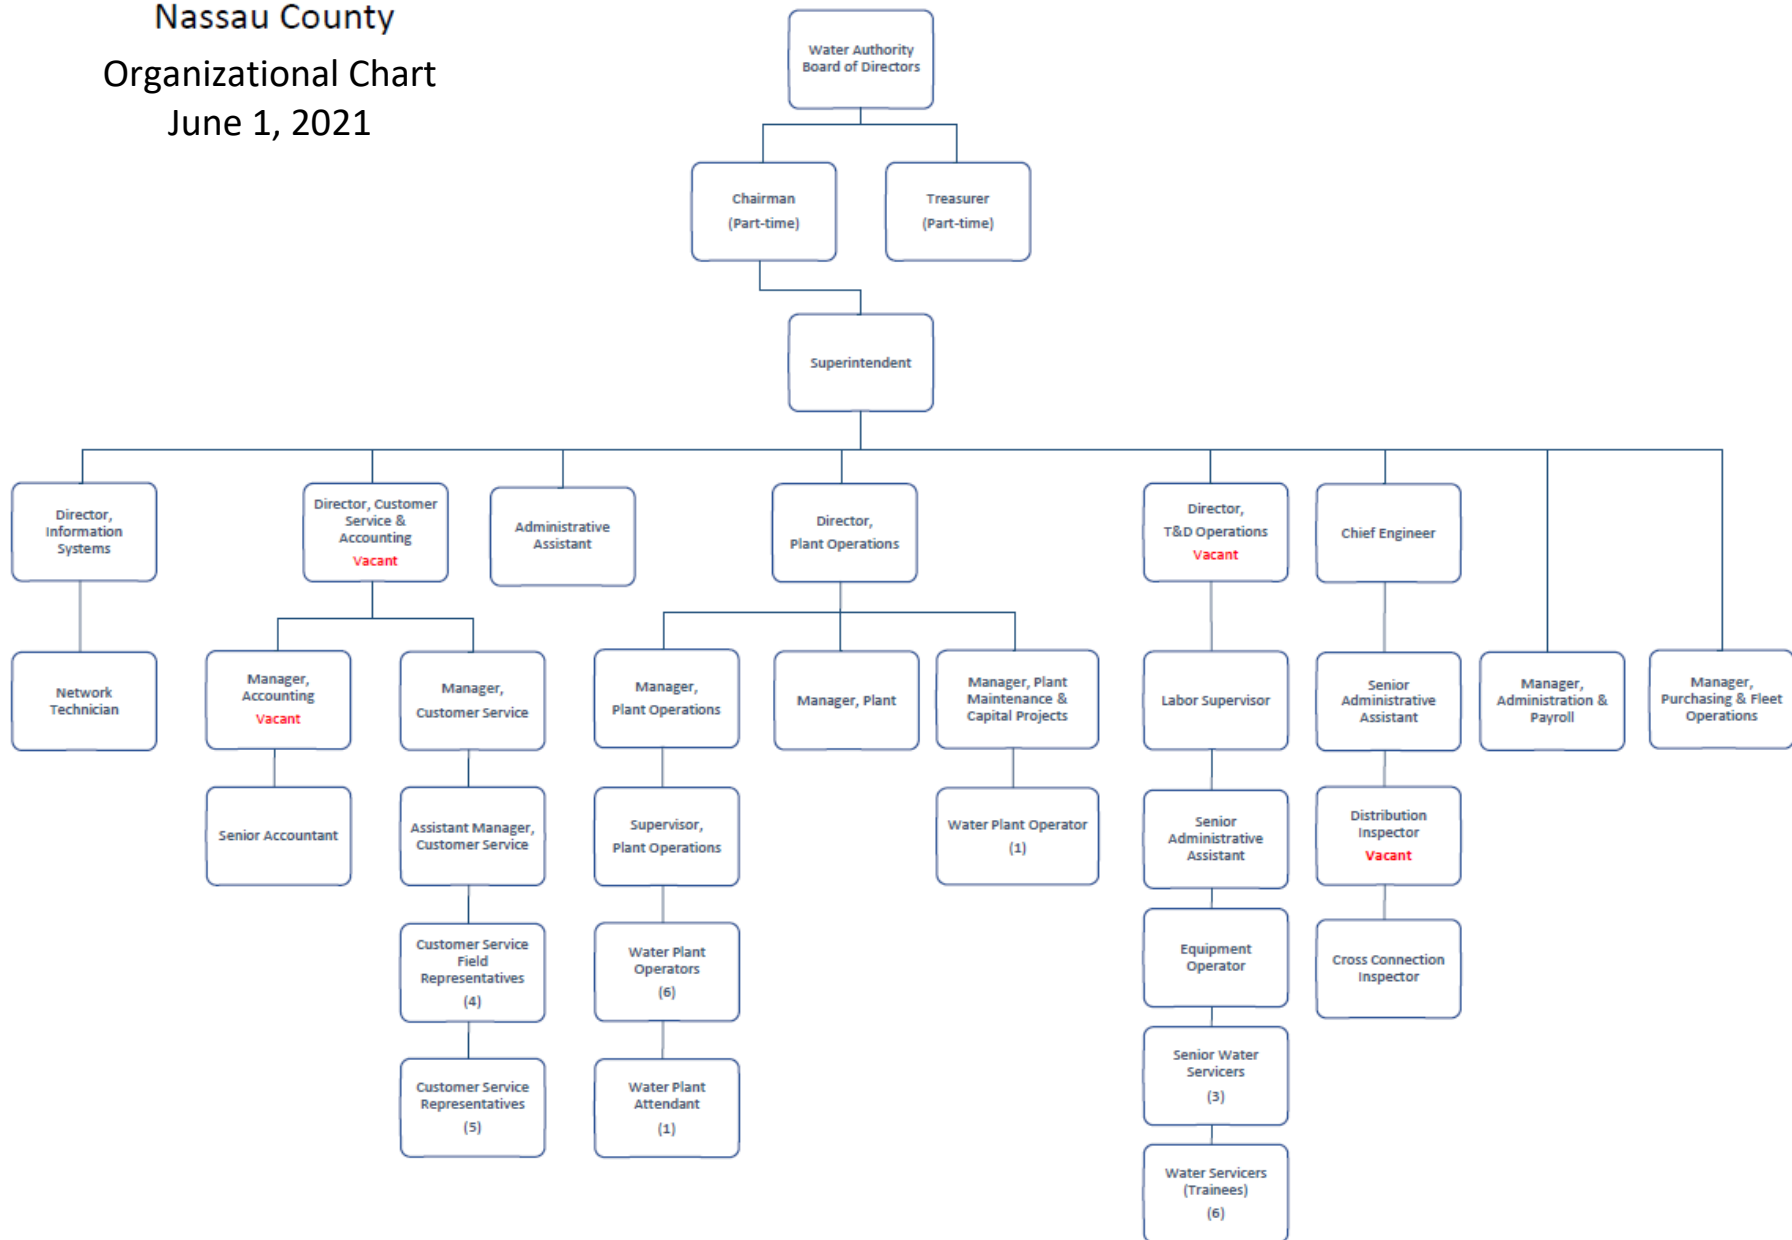 Nassau County
Organizational Chart
June 1, 2021
Water Authority
Board of Directors
Chairman
(Part-time)
Treasurer
(Part-time)
Superintendent
Director,
Information
Systems
Director, Customer
Service &
Accounting
Vacant
Administrative
Assistant
Director,
Plant Operations
Director,
T&D Operations
Vacant
Chief Engineer
Network
Technician
Manager,
Accounting
Vacant
Manager,
Customer Service
Manager,
Plant Operations
Manager, Plant
Manager, Plant
Maintenance &
Capital Projects
Labor Supervisor
Senior
Administrative
Assistant
Manager,
Administration &
Payroll
Manager,
Purchasing & Fleet
Operations
Senior Accountant
Assistant Manager,
Customer Service
Supervisor,
Plant Operations
Water Plant Operator
(1)
Senior
Administrative
Assistant
Distribution
Inspector
Vacant
Customer Service
Field
Representatives
(4)
Water Plant
Operators
(6)
Equipment
Operator
Cross Connection
Inspector
Customer Service
Representatives
(5)
Water Plant
Attendant
(1)
Senior Water
Servicers
(3)
Water Servicers
(Trainees)
(6)